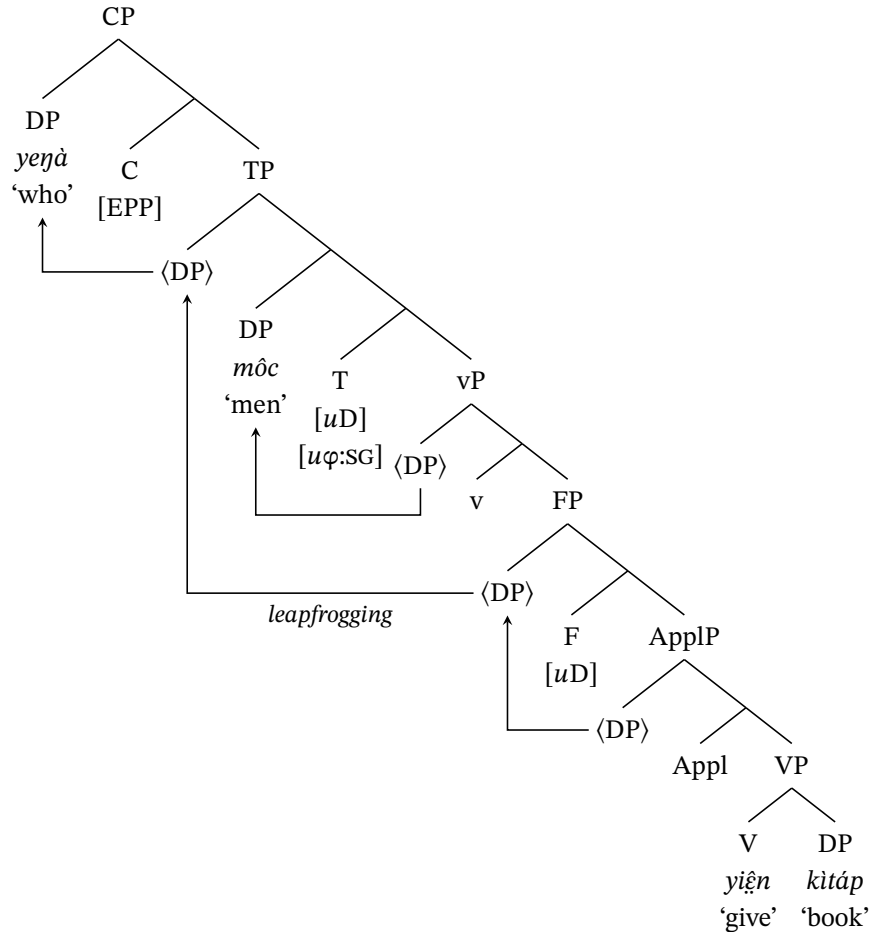 CP
DP
yeŋà
‘who’
C
[EPP]
TP
⟨DP⟩
DP
môc
‘men’
T
[uD]
[uφ:SG]
vP
⟨DP⟩
v
FP
⟨DP⟩
leapfrogging
F
[uD]
ApplP
⟨DP⟩
Appl
VP
V
yiê̤n
‘give’
DP
kìtáp
‘book’